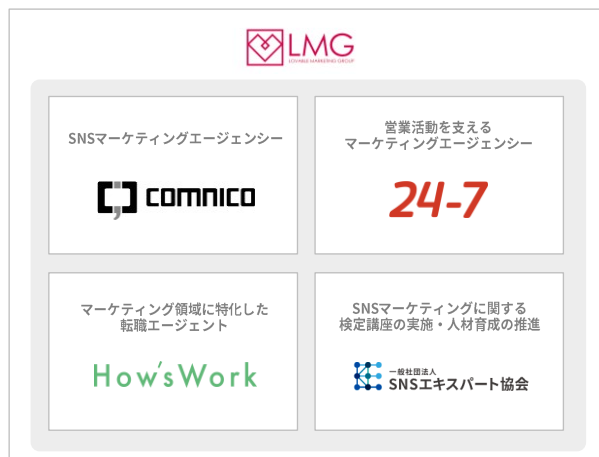 LMG
LOVABLE MARKETING GROUP
SNSマーケティングエージェンシー
comnico
営業活動を支える
マーケティングエージェンシー
24-7
マーケティング領域に特化した
転職エージェント
How'sWork
SNSマーケティングに関する
検定講座の実施・人材育成の推進
一般社団法人
SNSエキスパート協会